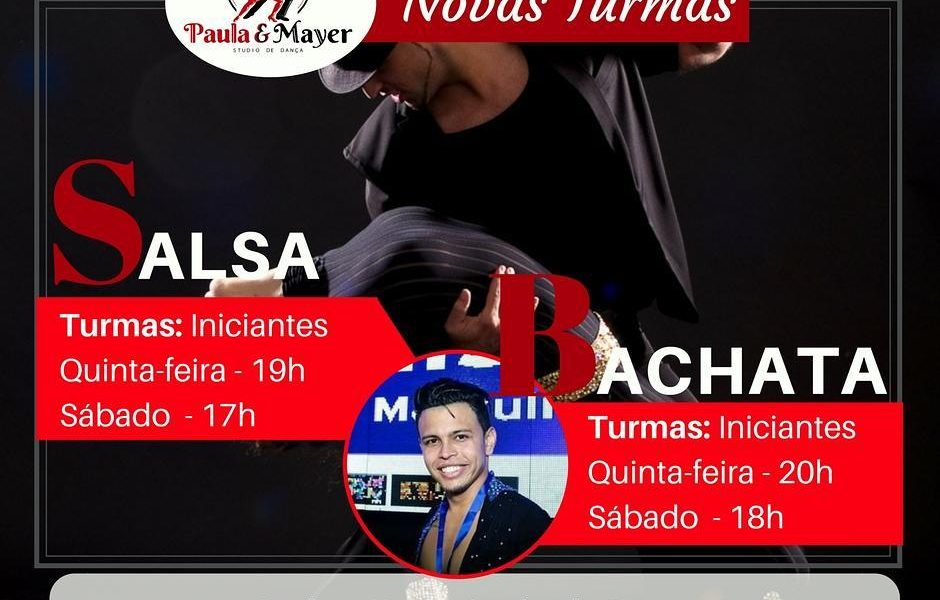 Novas Turmas
Paula & Mayer
STUDIO DE DANÇA
SALSA
Turmas: Iniciantes
Quinta-feira - 19h
Sábado - 17h
BACHATA
Turmas: Iniciantes
Quinta-feira - 20h
Sábado - 18h